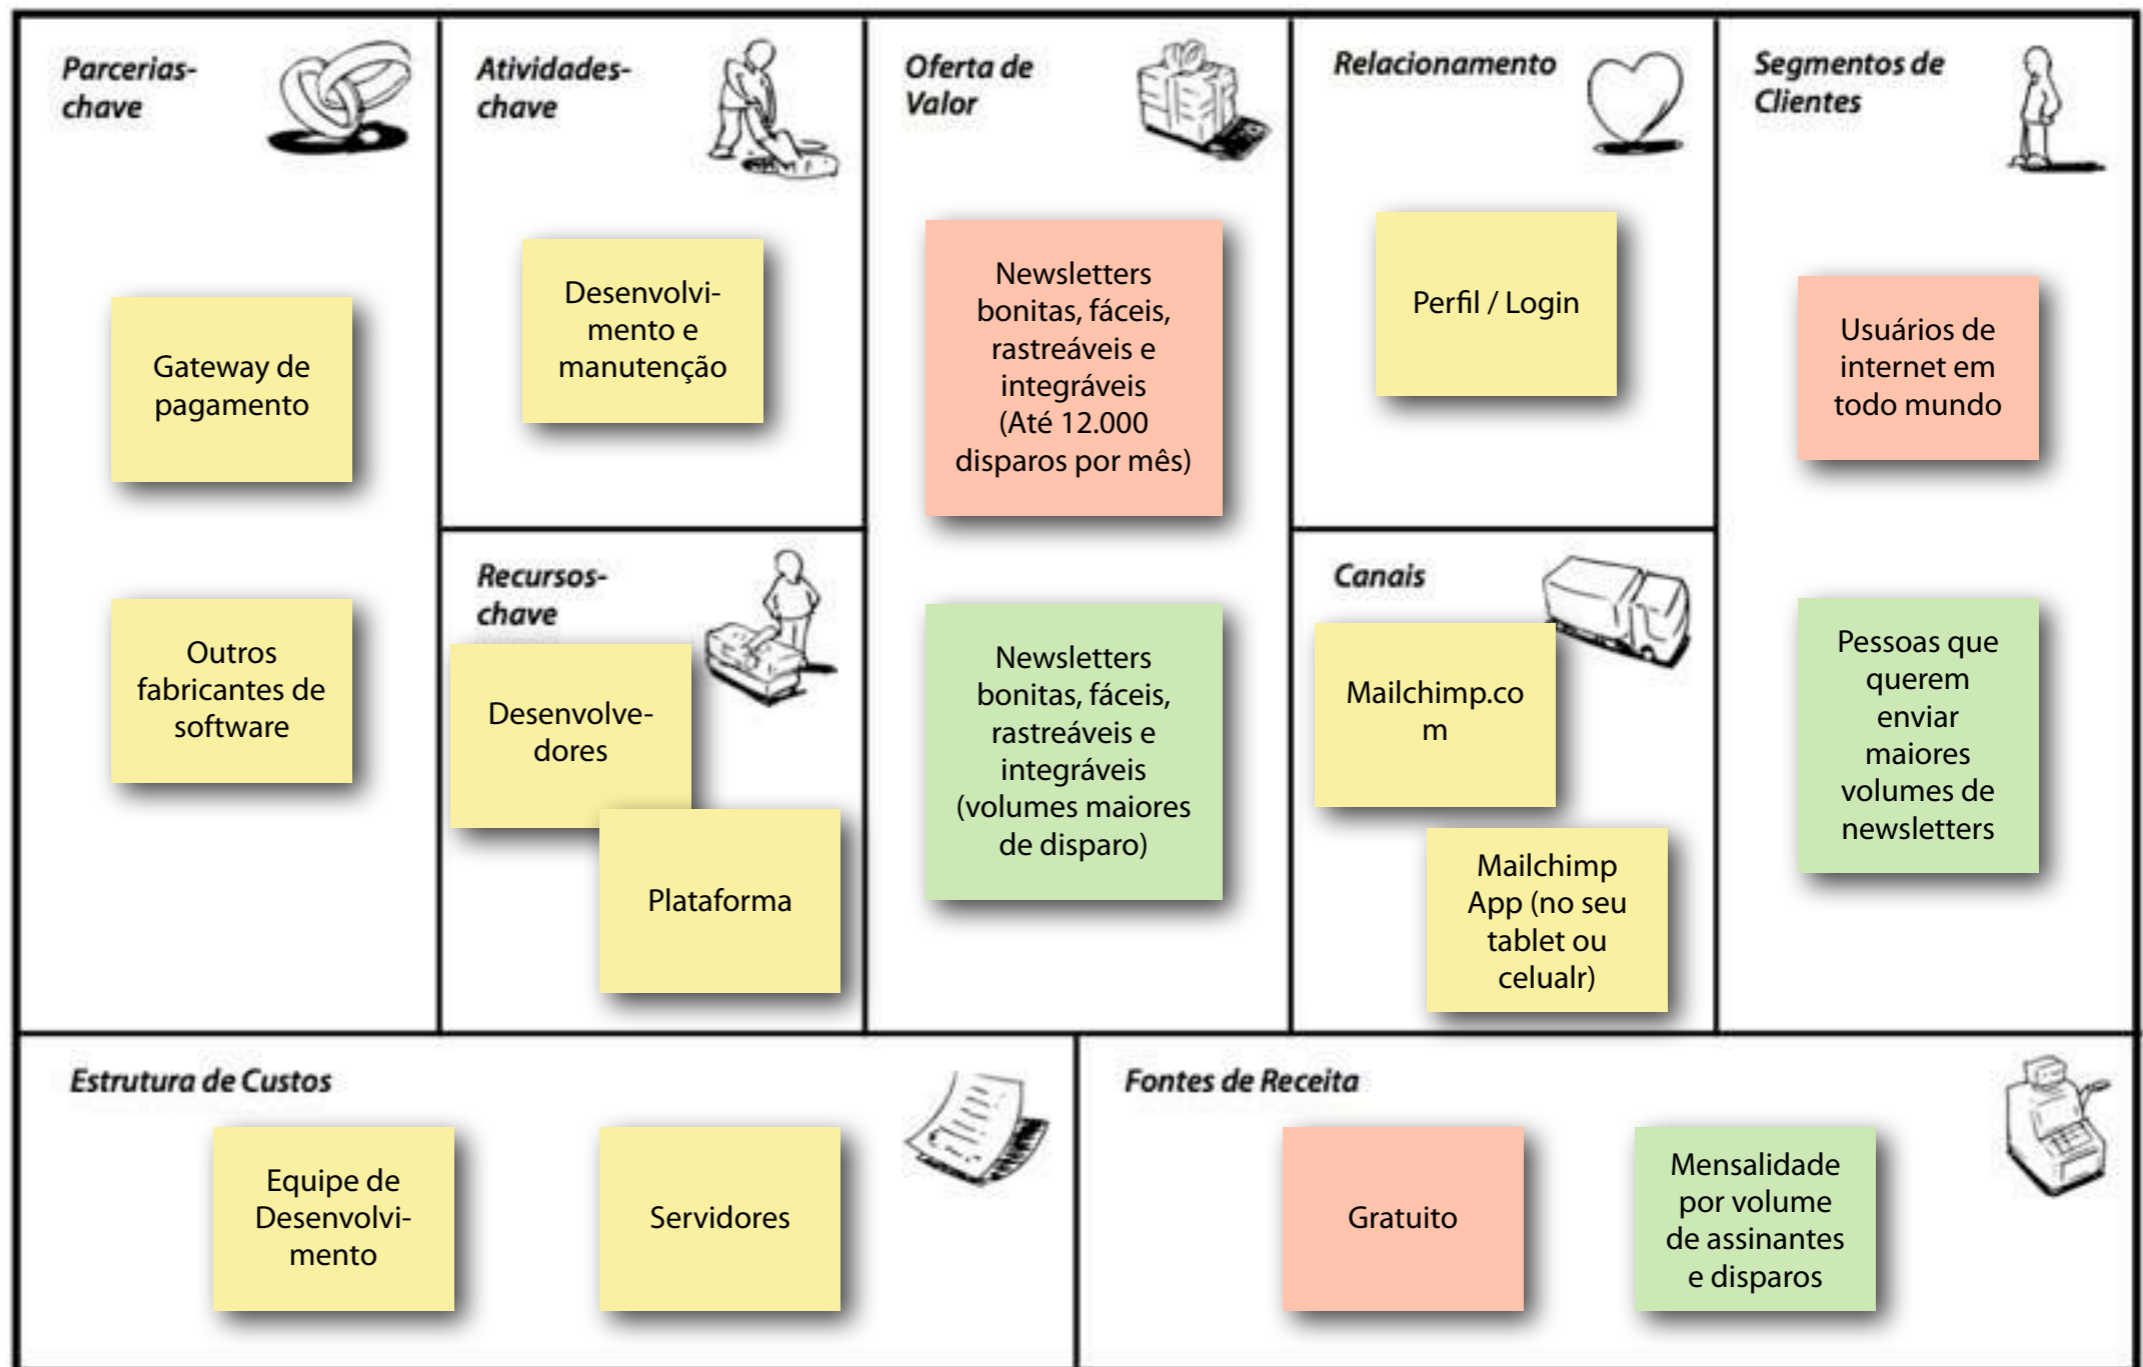 Parcerias-
chave
Gateway de
pagamento
Outros
fabricantes de
software
Atividades-
chave
Desenvolvi-
mento e
manutenção
Recursos-
chave
Desenvolve-
dores
Plataforma
Oferta de
Valor
Newsletters
bonitas, fáceis,
rastreáveis e
integráveis
(Até 12.000
disparos por mês)
Newsletters
bonitas, fáceis,
rastreáveis e
integráveis
(volumes maiores
de disparo)
Relacionamento
Perfil / Login
Canais
Mailchimp.co
m
Mailchimp
App (no seu
tablet ou
celualr)
Segmentos de
Clientes
Usuários de
internet em
todo mundo
Pessoas que
querem
enviar
maiores
volumes de
newsletters
Estrutura de Custos
Equipe de
Desenvolvi-
mento
Servidores
Fontes de Receita
Gratuito
Mensalidade
por volume
de assinantes
e disparos